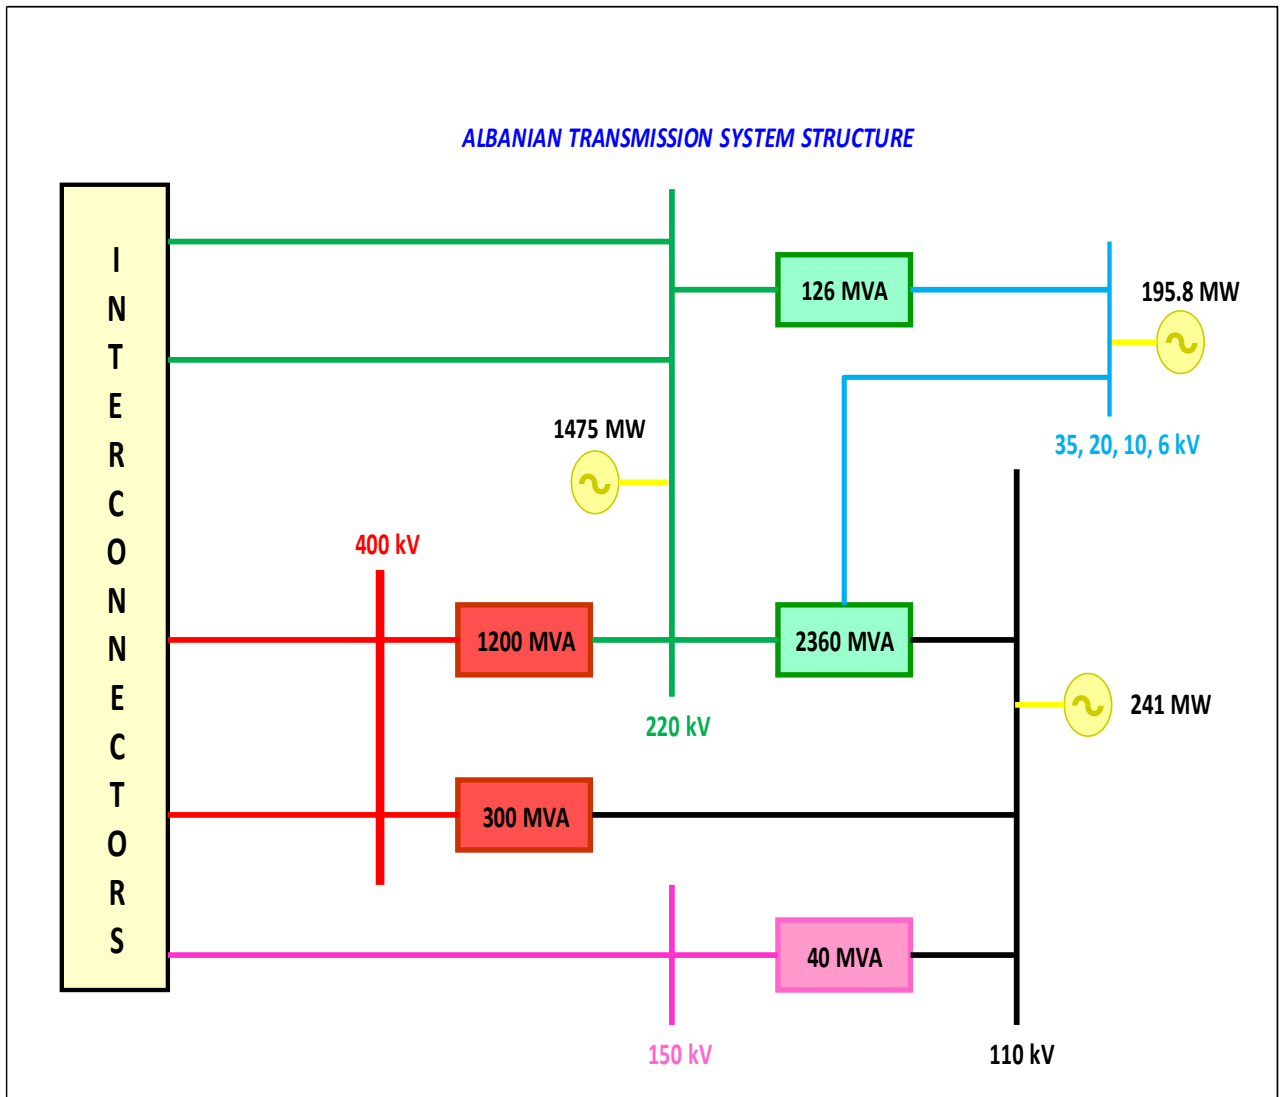 ALBANIAN TRANSMISSION SYSTEM STRUCTURE
INTERCONNECTORS
126 MVA
195.8 MW
1475 MW
35, 20, 10, 6 kV
400 kV
1200 MVA
2360 MVA
220 kV
241 MW
300 MVA
40 MVA
150 kV
110 kV